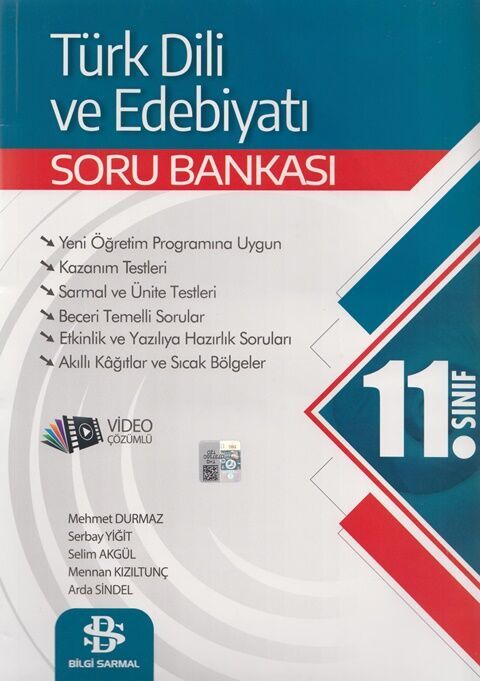 Türk Dili
ve Edebiyatı
SORU BANKASI
Yeni Öğretim Programına Uygun
Kazanım Testleri
Sarmal ve Ünite Testleri
Beceri Temelli Sorular
Etkinlik ve Yazılıya Hazırlık Soruları
Akıllı Kâğıtlar ve Sıcak Bölgeler
11.SINIF
VİDEO
ÇÖZÜMLÜ
Mehmet DURMAZ
Serbay YİĞİT
Selim AKGÜL
Mennan KIZILTUNÇ
Arda SİNDEL
BS
BİLGİ SARMAL